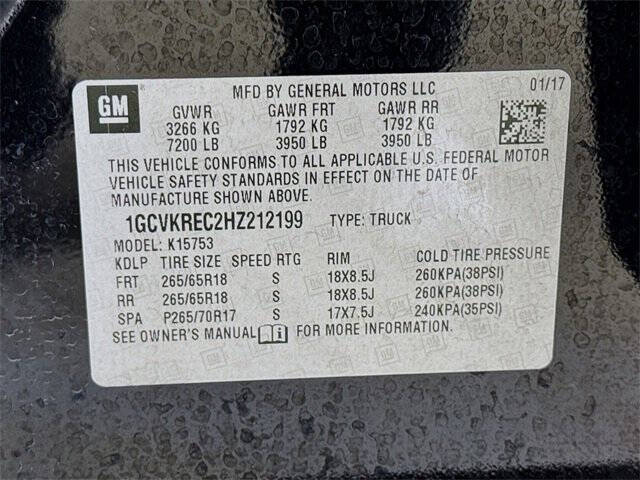 GM
MFD BY GENERAL MOTORS LLC 01/17
GVWR GAWR FRT GAWR RR
3266 KG 1792 KG 1792 KG
7200 LB 3950 LB 3950 LB
THIS VEHICLE CONFORMS TO ALL APPLICABLE U.S. FEDERAL MOTOR
VEHICLE SAFETY STANDARDS IN EFFECT ON THE DATE OF
MANUFACTURE SHOWN ABOVE.
1GCVKREC2HZ212199 TYPE: TRUCK
MODEL: K15753
KDLP TIRE SIZE SPEED RTG RIM COLD TIRE PRESSURE
FRT 265/65R18 S 18X8.5J 260KPA(38PSI)
RR 265/65R18 S 18X8.5J 260KPA(38PSI)
SPA P265/70R17 S 17X7.5J 240KPA(35PSI)
SEE OWNER'S MANUAL FOR MORE INFORMATION.